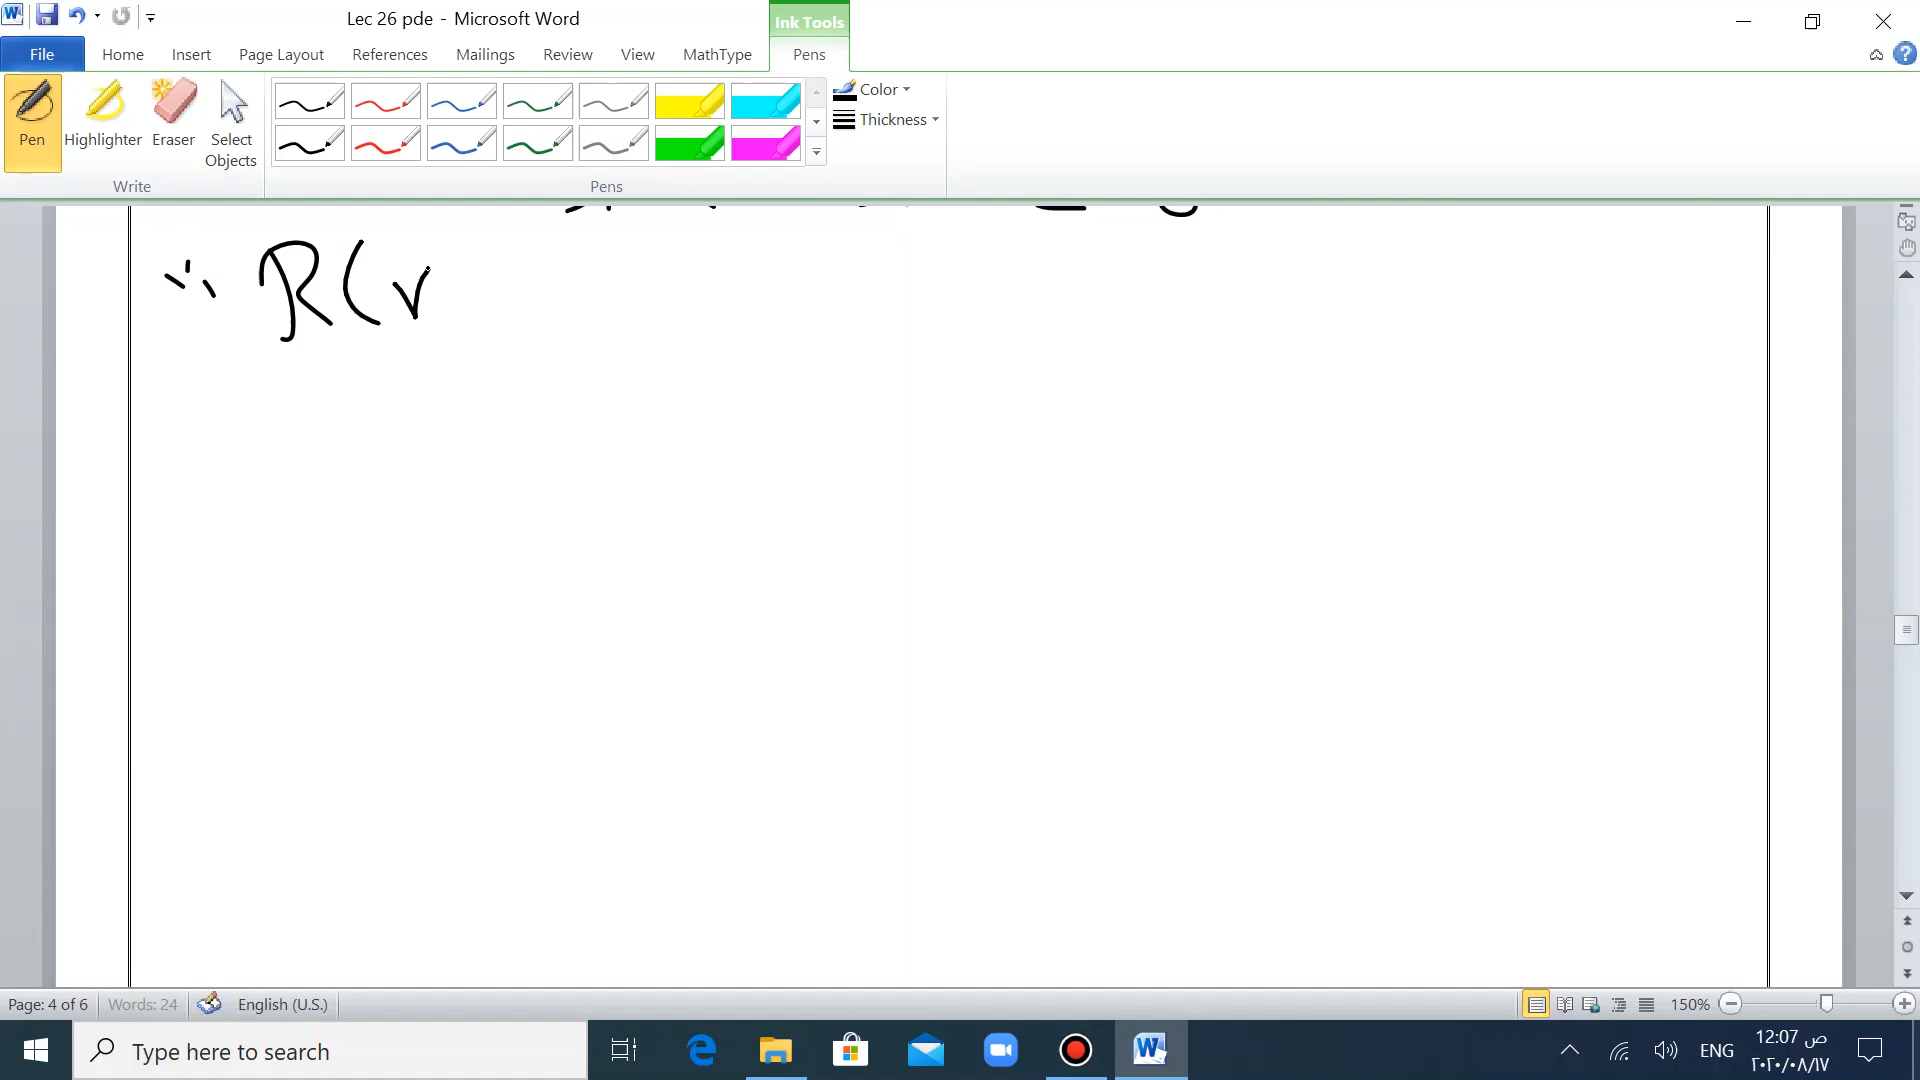 Lec 26 pde - Microsoft Word
Ink Tools
File Home Insert Page Layout References Mailings Review View MathType Pens
Pen Highlighter Eraser Select Objects
Color
Thickness
Write Pens
∴ R(r
Page: 4 of 6 Words: 24 English (U.S.) 150%
Type here to search
ENG
12:07 ص
٢٠٢٠/٠٨/١٧